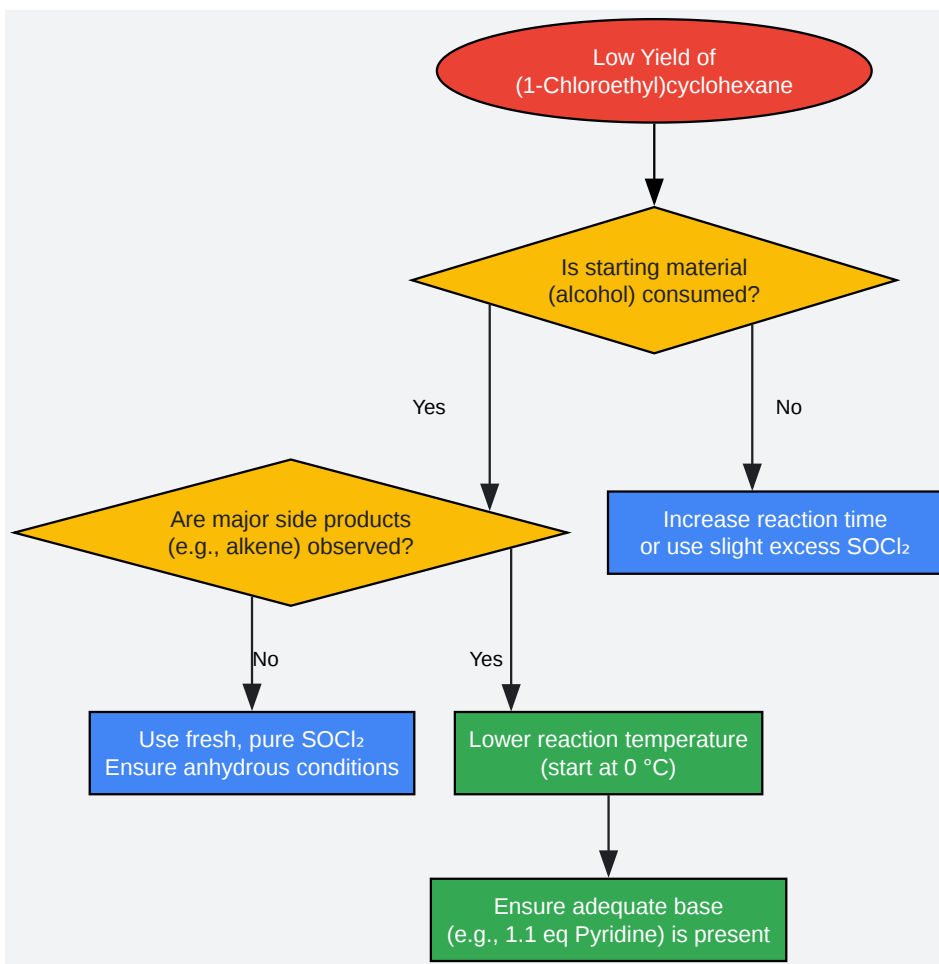 Low Yield of
(1-Chloroethyl)cyclohexane
Is starting material
(alcohol) consumed?
Yes
No
Are major side products
(e.g., alkene) observed?
Increase reaction time
or use slight excess SOCl₂
No
Yes
Use fresh, pure SOCl₂
Ensure anhydrous conditions
Lower reaction temperature
(start at 0 °C)
Ensure adequate base
(e.g., 1.1 eq Pyridine) is present